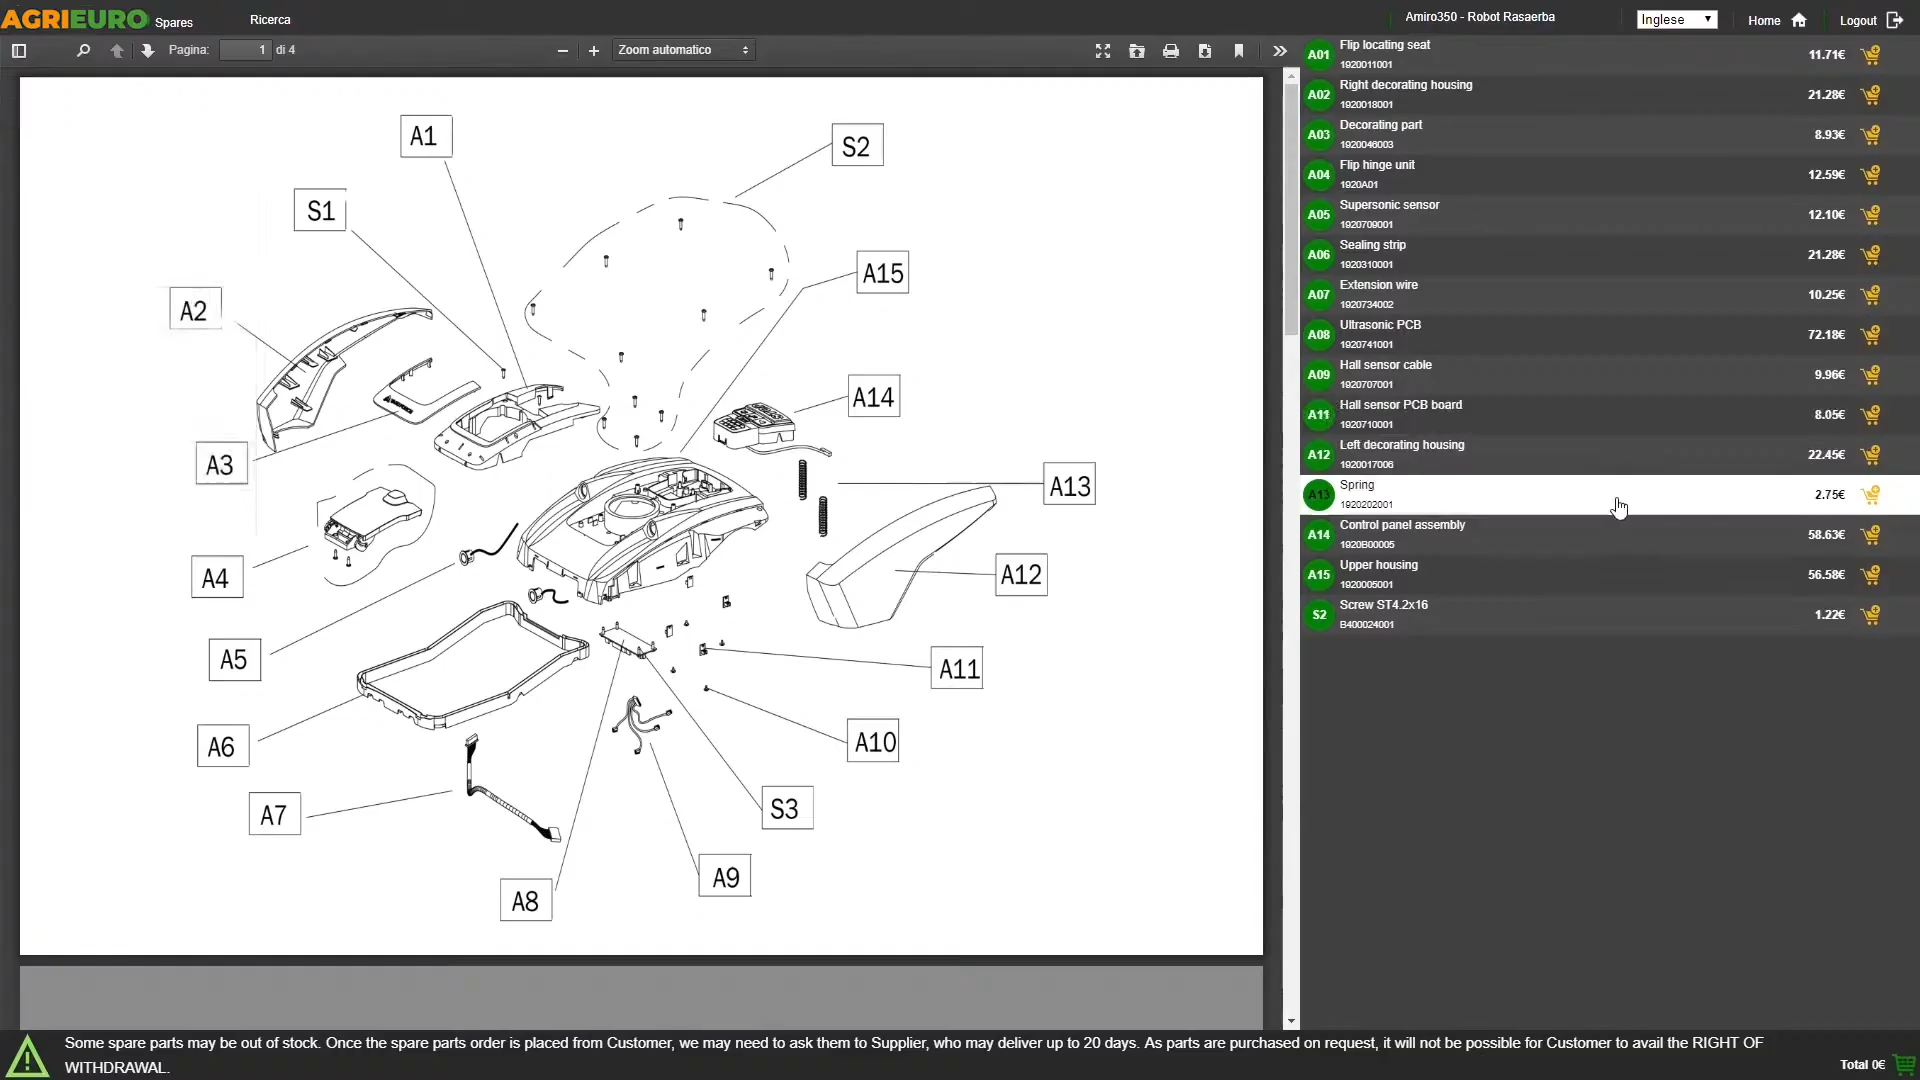 AGRIEURO Spares
Ricerca
Amiro350 - Robot Rasaerba
Inglese
Home
Logout
Pagina: 1 di 4
Zoom automatico
A1
S2
S1
A15
A2
A14
A3
A13
A4
A12
A5
A11
A6
A10
A7
S3
A9
A8
A01 Flip locating seat 11.71€
1920011001
A02 Right decorating housing 21.28€
1920018001
A03 Decorating part 8.93€
1920046003
A04 Flip hinge unit 12.59€
1920A01
A05 Supersonic sensor 12.10€
1920709001
A06 Sealing strip 21.28€
1920310001
A07 Extension wire 10.25€
1920734002
A08 Ultrasonic PCB 72.18€
1920741001
A09 Hall sensor cable 9.96€
1920707001
A11 Hall sensor PCB board 8.05€
1920710001
A12 Left decorating housing 22.45€
1920017006
A13 Spring 2.75€
1920202001
A14 Control panel assembly 58.63€
1920B00005
A15 Upper housing 56.58€
1920005001
S2 Screw ST4.2x16 1.22€
B400024001
Some spare parts may be out of stock. Once the spare parts order is placed from Customer, we may need to ask them to Supplier, who may deliver up to 20 days. As parts are purchased on request, it will not be possible for Customer to avail the RIGHT OF
WITHDRAWAL.
Total 0€